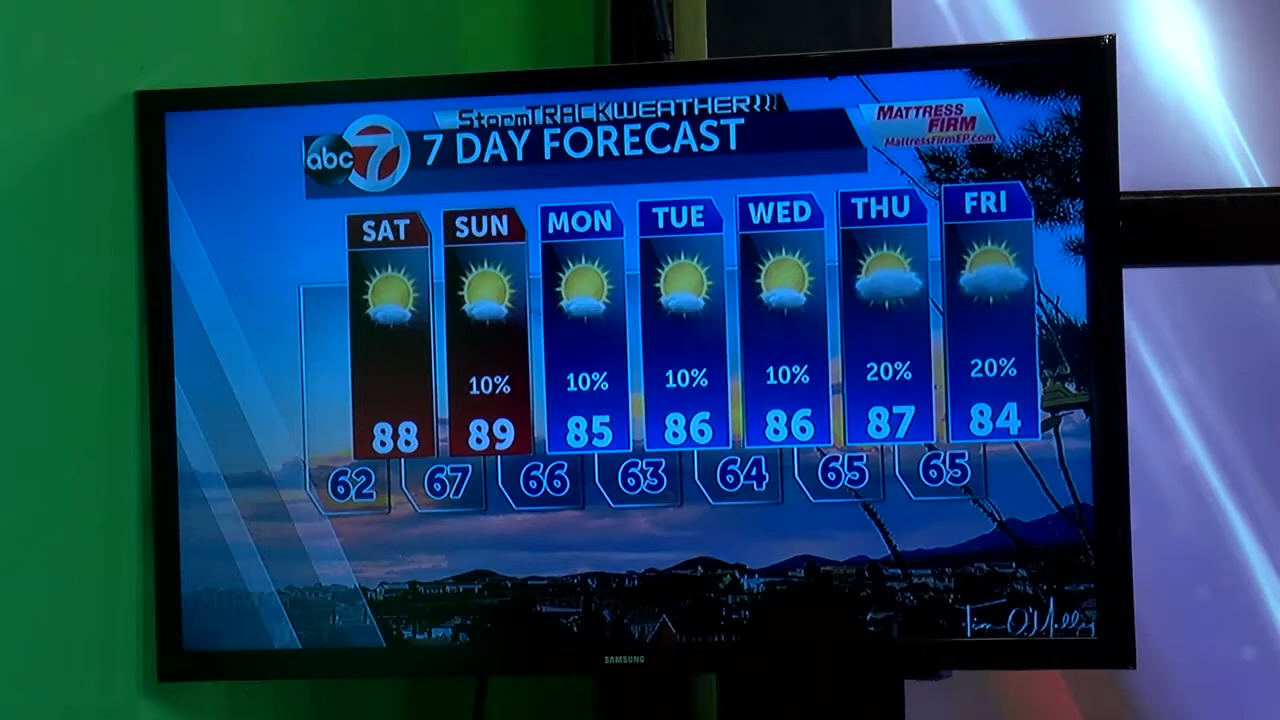 StormTRACKWEATHER
abc 7
7 DAY FORECAST
MATTRESS
FIRM
MattressFirmEP.com
SAT SUN MON TUE WED THU FRI
10% 10% 10% 10% 20% 20%
88 89 85 86 86 87 84
62 67 66 63 64 65 65
Tim O'Malley
SAMSUNG